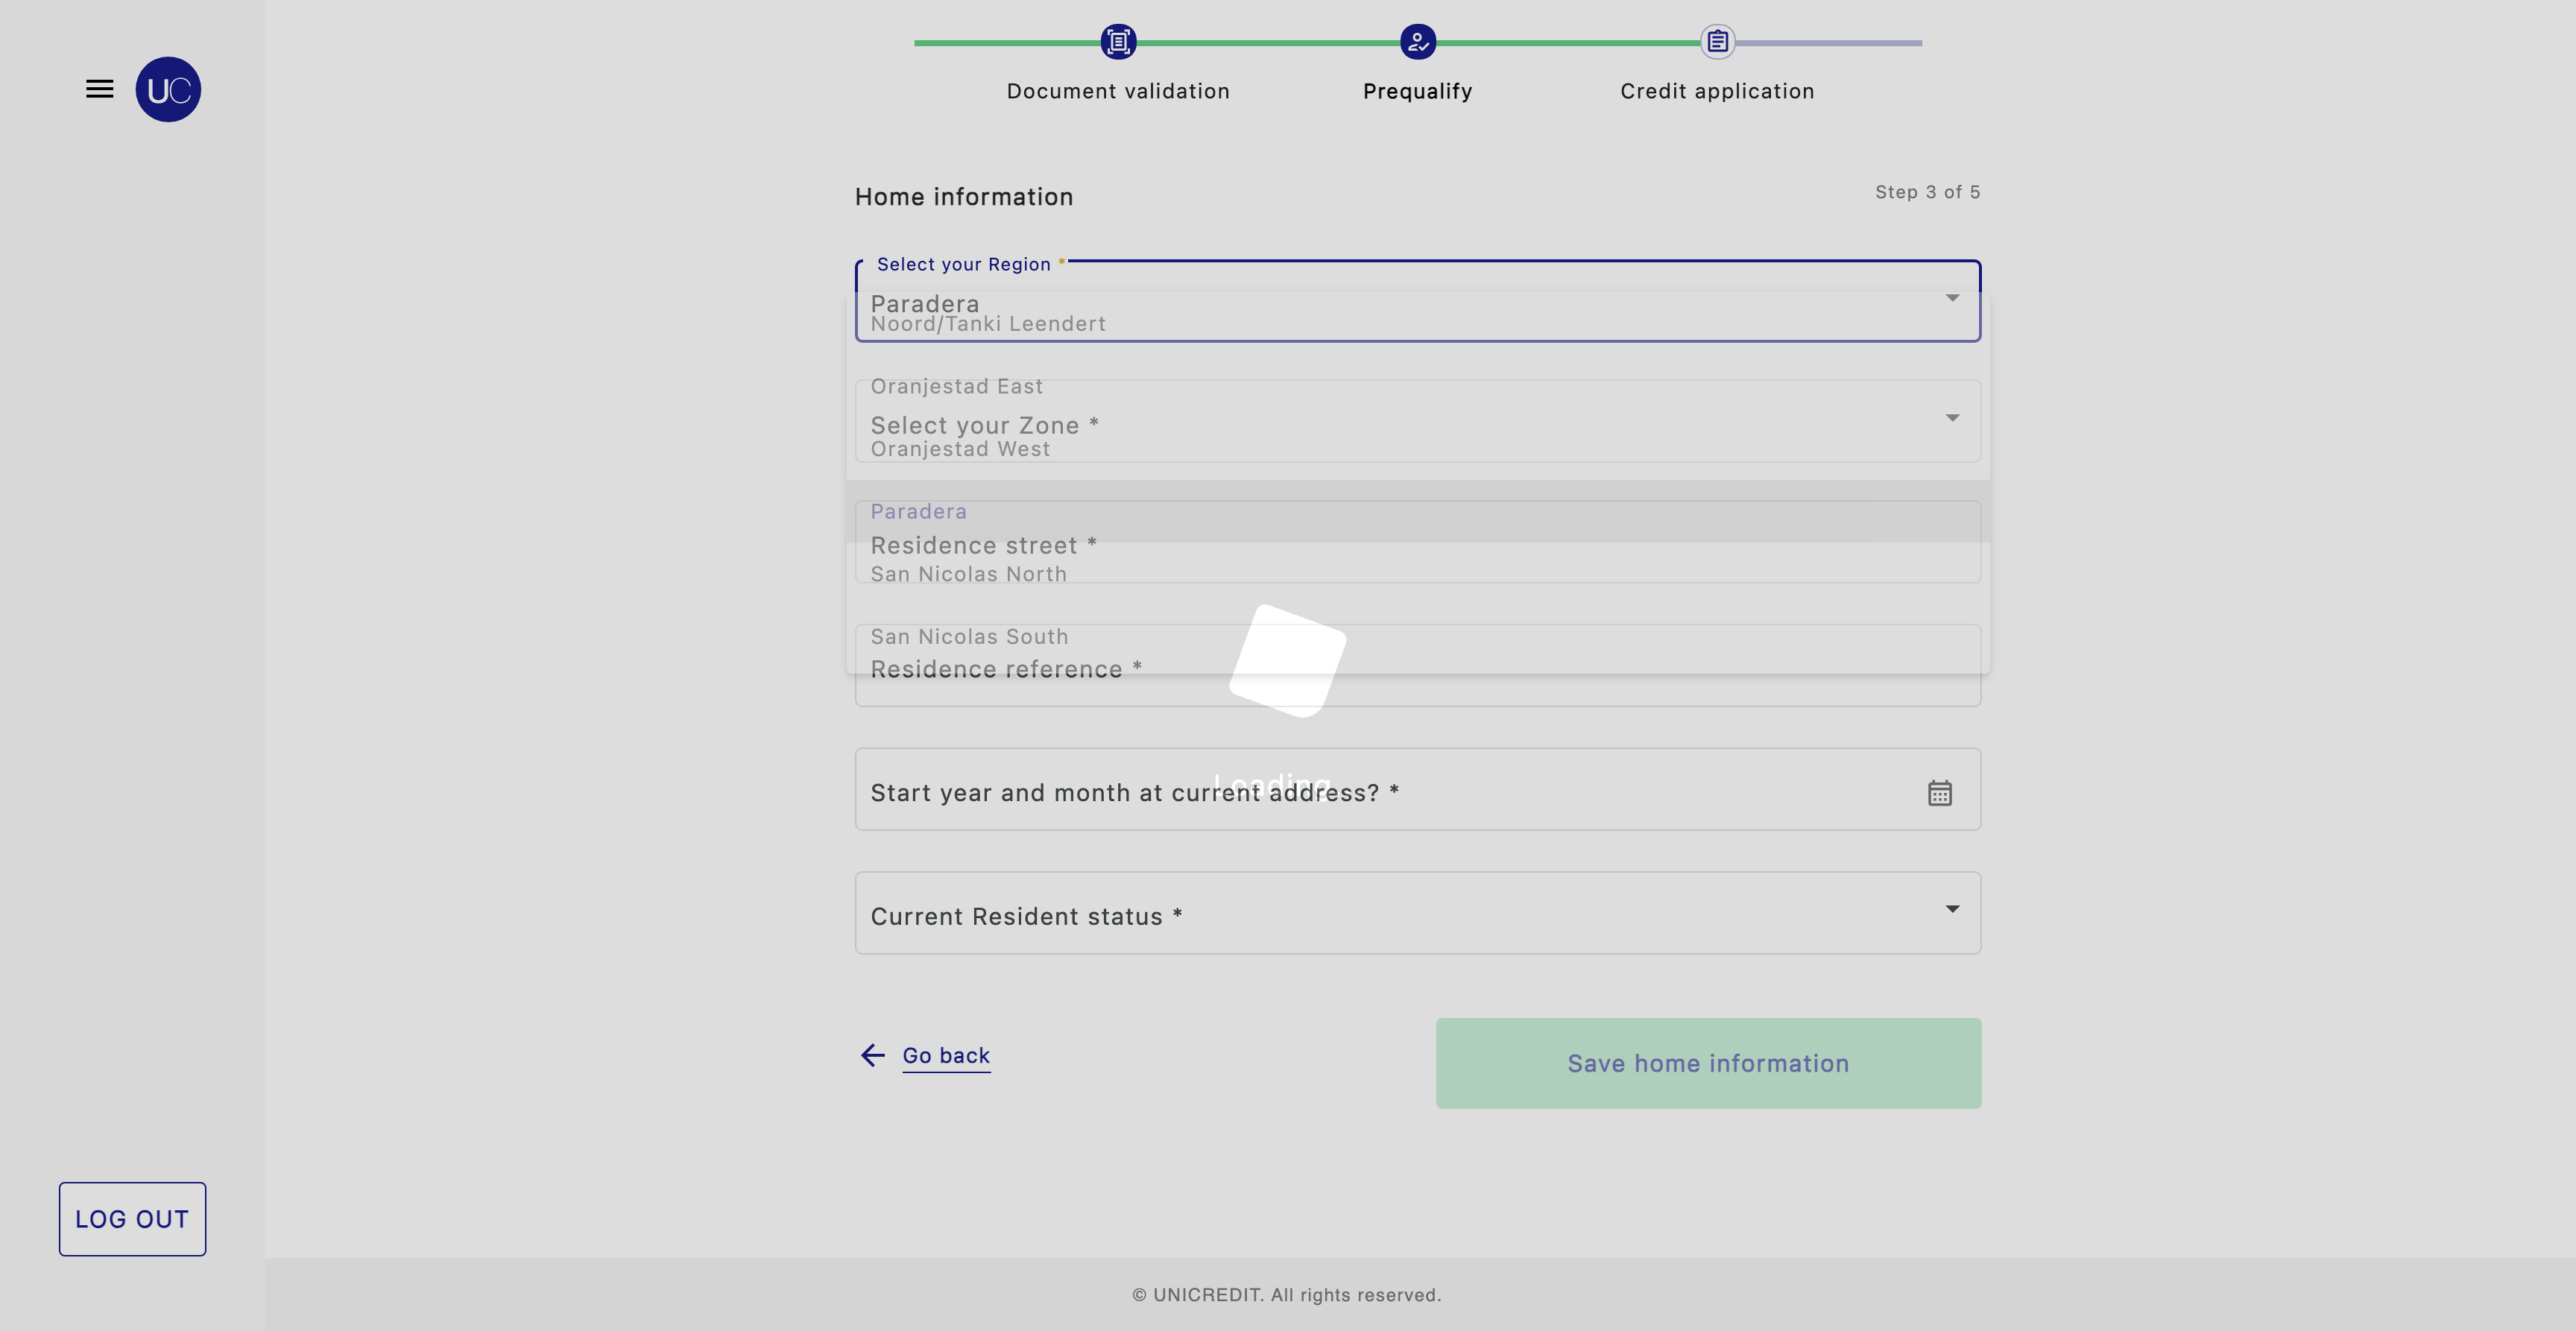 UC
Document validation
Prequalify
Credit application
Home information
Step 3 of 5
Select your Region *
Paradera
Noord/Tanki Leendert
Oranjestad East
Select your Zone *
Oranjestad West
Paradera
Residence street *
San Nicolas North
San Nicolas South
Residence reference *
Loading
Start year and month at current address? *
Current Resident status *
Go back
Save home information
LOG OUT
© UNICREDIT. All rights reserved.